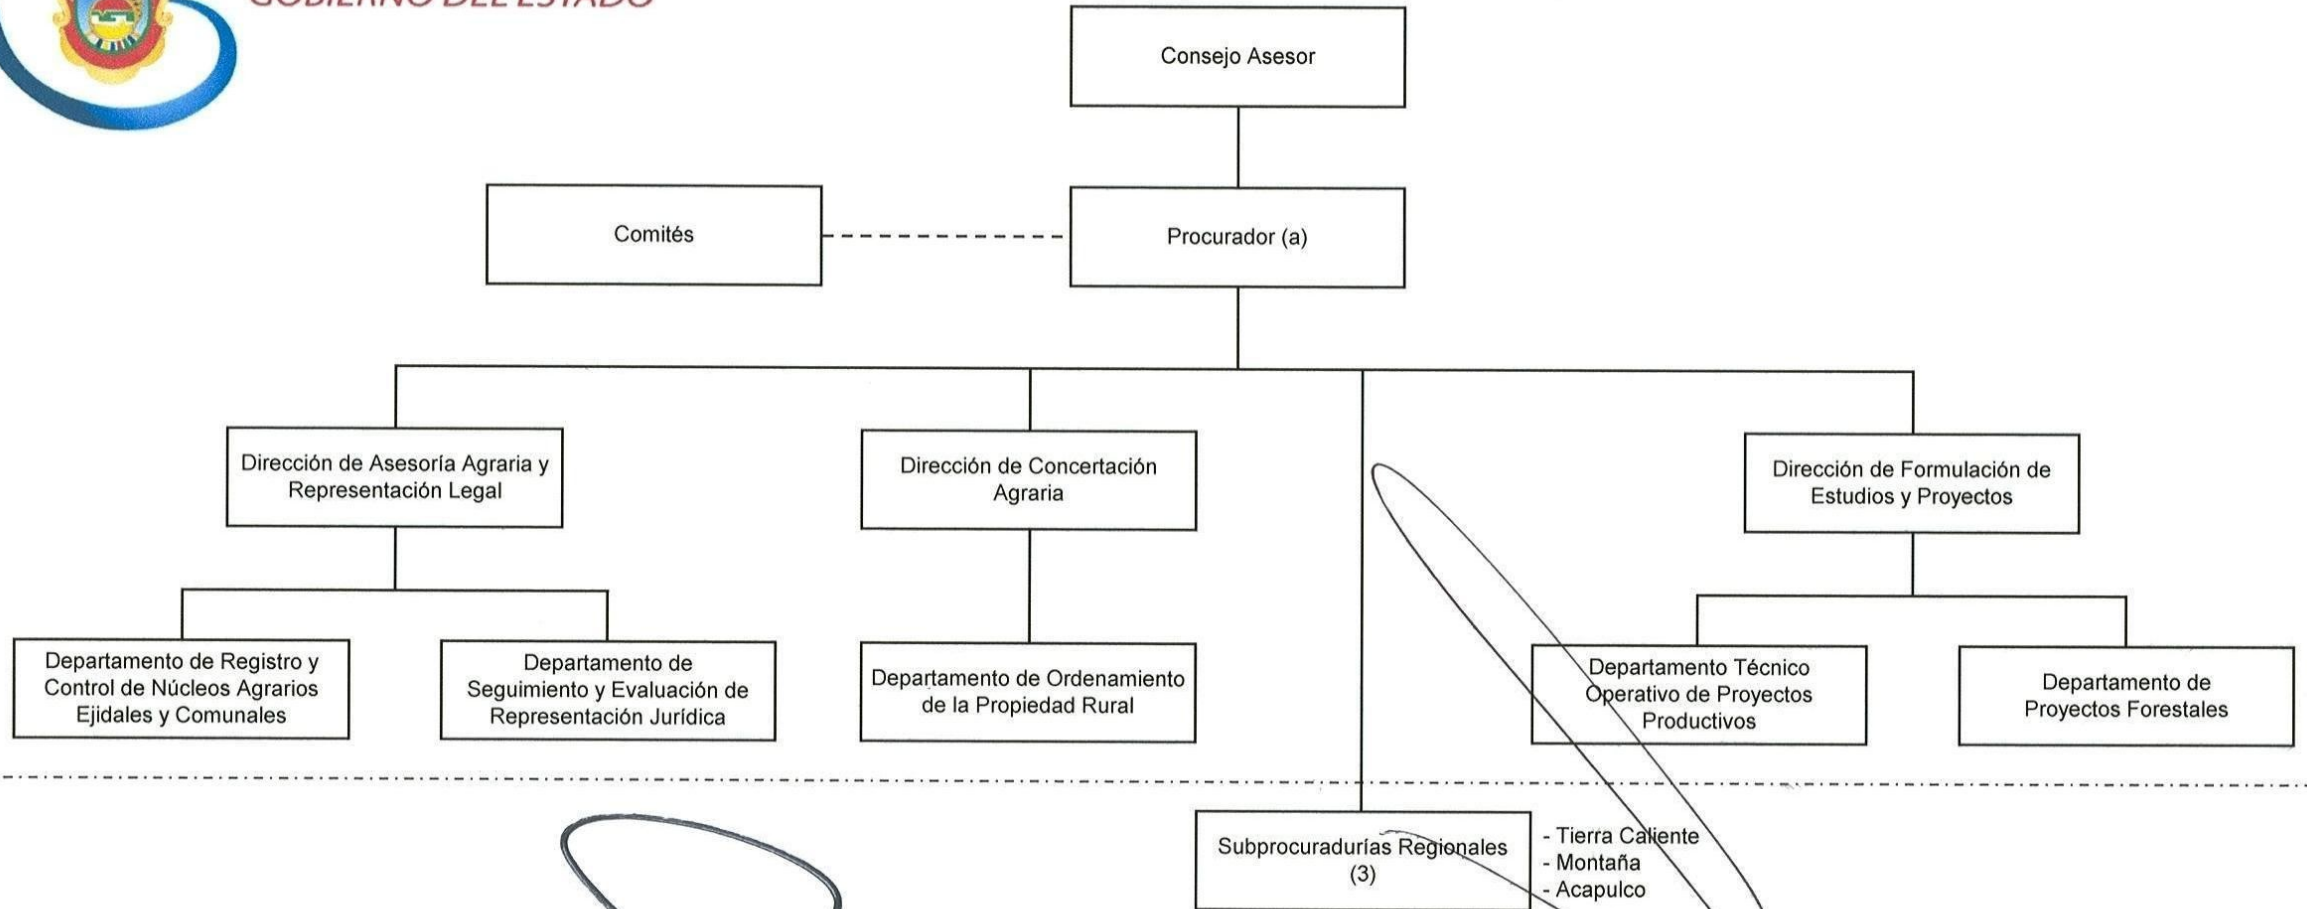 GOBIERNO DEL ESTADO
Consejo Asesor
Comités
Procurador (a)
Dirección de Asesoría Agraria y
Representación Legal
Dirección de Concertación
Agraria
Dirección de Formulación de
Estudios y Proyectos
Departamento de Registro y
Control de Núcleos Agrarios
Ejidales y Comunales
Departamento de
Seguimiento y Evaluación de
Representación Jurídica
Departamento de Ordenamiento
de la Propiedad Rural
Departamento Técnico
Operativo de Proyectos
Productivos
Departamento de
Proyectos Forestales
Subprocuradurías Regionales
(3)
- Tierra Caliente
- Montaña
- Acapulco